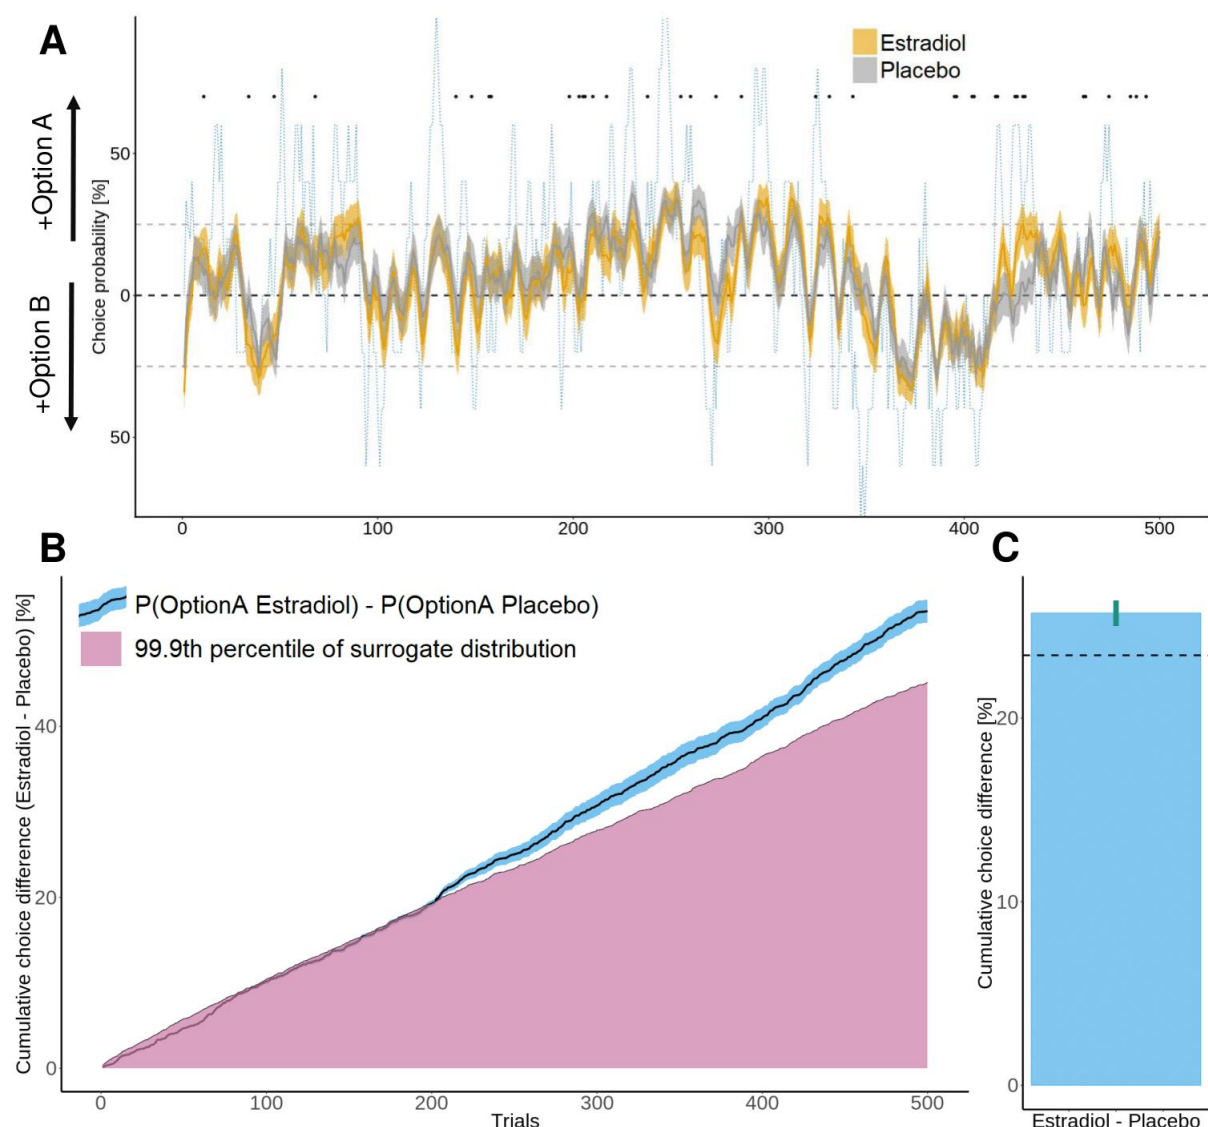 A
Estradiol
Placebo
+Option A
+Option B
Choice probability [%]
50
0
50
0
100
200
300
400
500
B
P(OptionA Estradiol) - P(OptionA Placebo)
99.9th percentile of surrogate distribution
Cumulative choice difference (Estradiol - Placebo) [%]
40
20
0
0
100
200
300
400
500
Trials
C
Cumulative choice difference [%]
20
10
0
Estradiol - Placebo